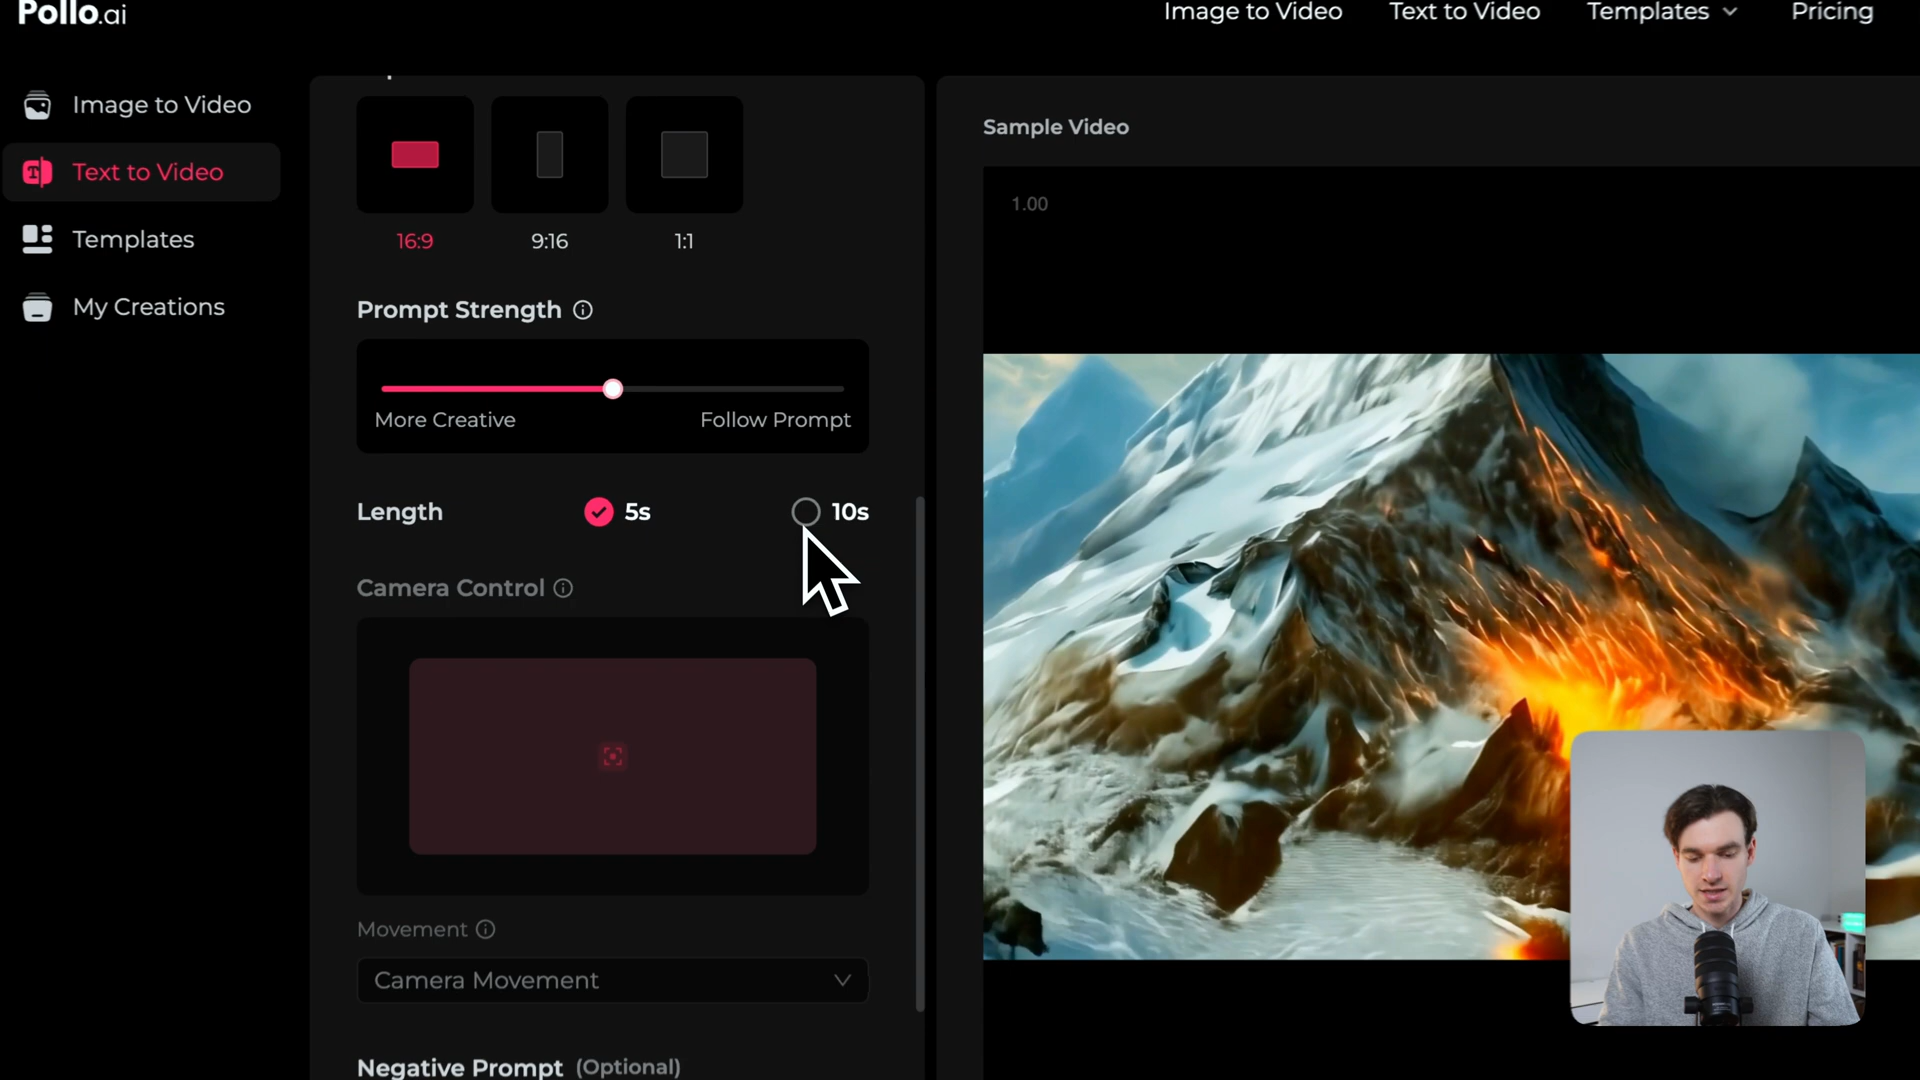 Pollo.ai
Image to Video
Text to Video
Templates
Pricing
Image to Video
Text to Video
Templates
My Creations
16:9
9:16
1:1
Prompt Strength
More Creative
Follow Prompt
Length
5s
10s
Camera Control
Movement
Camera Movement
Negative Prompt (Optional)
Sample Video
1.00